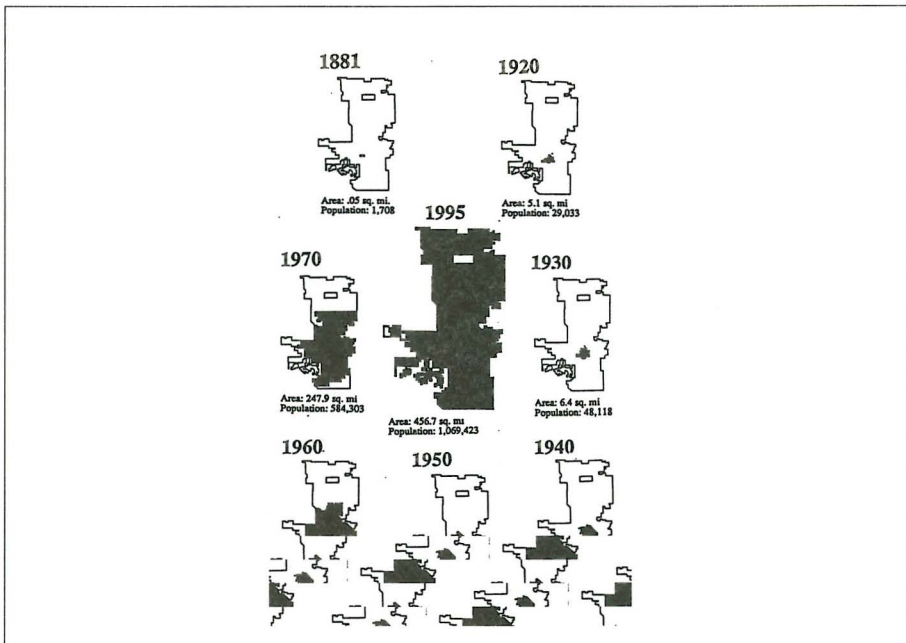 1881
1920
Area: .05 sq. mi.
Population: 1,708
Area: 5.1 sq. mi
Population: 29,033
1995
1970
1930
Area: 247.9 sq. mi
Population: 584,303
Area: 456.7 sq. mi
Population: 1,069,423
Area: 6.4 sq. mi
Population: 48,118
1960
1950
1940